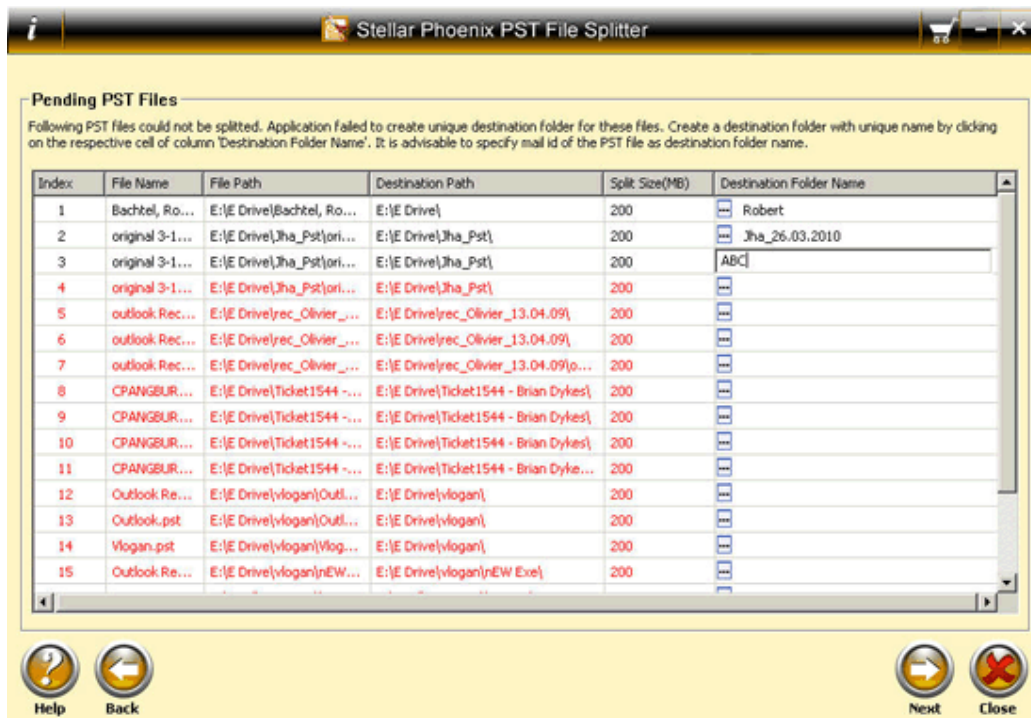 i Stellar Phoenix PST File Splitter
Pending PST Files
Following PST files could not be splitted. Application failed to create unique destination folder for these files. Create a destination folder with unique name by clicking
on the respective cell of column 'Destination Folder Name'. It is advisable to specify mail id of the PST file as destination folder name.
Index File Name File Path Destination Path Split Size(MB) Destination Folder Name
1 Bachtel, Ro... E:\E Drive\Bachtel, Ro... E:\E Drive\ 200 Robert
2 original 3-1... E:\E Drive\Jha_Pst\ori... E:\E Drive\Jha_Pst\ 200 Jha_26.03.2010
3 original 3-1... E:\E Drive\Jha_Pst\ori... E:\E Drive\Jha_Pst\ 200 ABC
4 original 3-1... E:\E Drive\Jha_Pst\ori... E:\E Drive\Jha_Pst\ 200
5 outlook Rec... E:\E Drive\rec_Olivier_... E:\E Drive\rec_Olivier_13.04.09\ 200
6 outlook Rec... E:\E Drive\rec_Olivier_... E:\E Drive\rec_Olivier_13.04.09\ 200
7 outlook Rec... E:\E Drive\rec_Olivier_... E:\E Drive\rec_Olivier_13.04.09\o... 200
8 CPANGBUR... E:\E Drive\Ticket1544 -... E:\E Drive\Ticket1544 - Brian Dykes\ 200
9 CPANGBUR... E:\E Drive\Ticket1544 -... E:\E Drive\Ticket1544 - Brian Dykes\ 200
10 CPANGBUR... E:\E Drive\Ticket1544 -... E:\E Drive\Ticket1544 - Brian Dykes\ 200
11 CPANGBUR... E:\E Drive\Ticket1544 -... E:\E Drive\Ticket1544 - Brian Dyke... 200
12 Outlook Re... E:\E Drive\vlogan\Outl... E:\E Drive\vlogan\ 200
13 Outlook.pst E:\E Drive\vlogan\Outl... E:\E Drive\vlogan\ 200
14 Vlogan.pst E:\E Drive\vlogan\Vlog... E:\E Drive\vlogan\ 200
15 Outlook Re... E:\E Drive\vlogan\nEW... E:\E Drive\vlogan\nEW Exe\ 200
Help Back Next Close